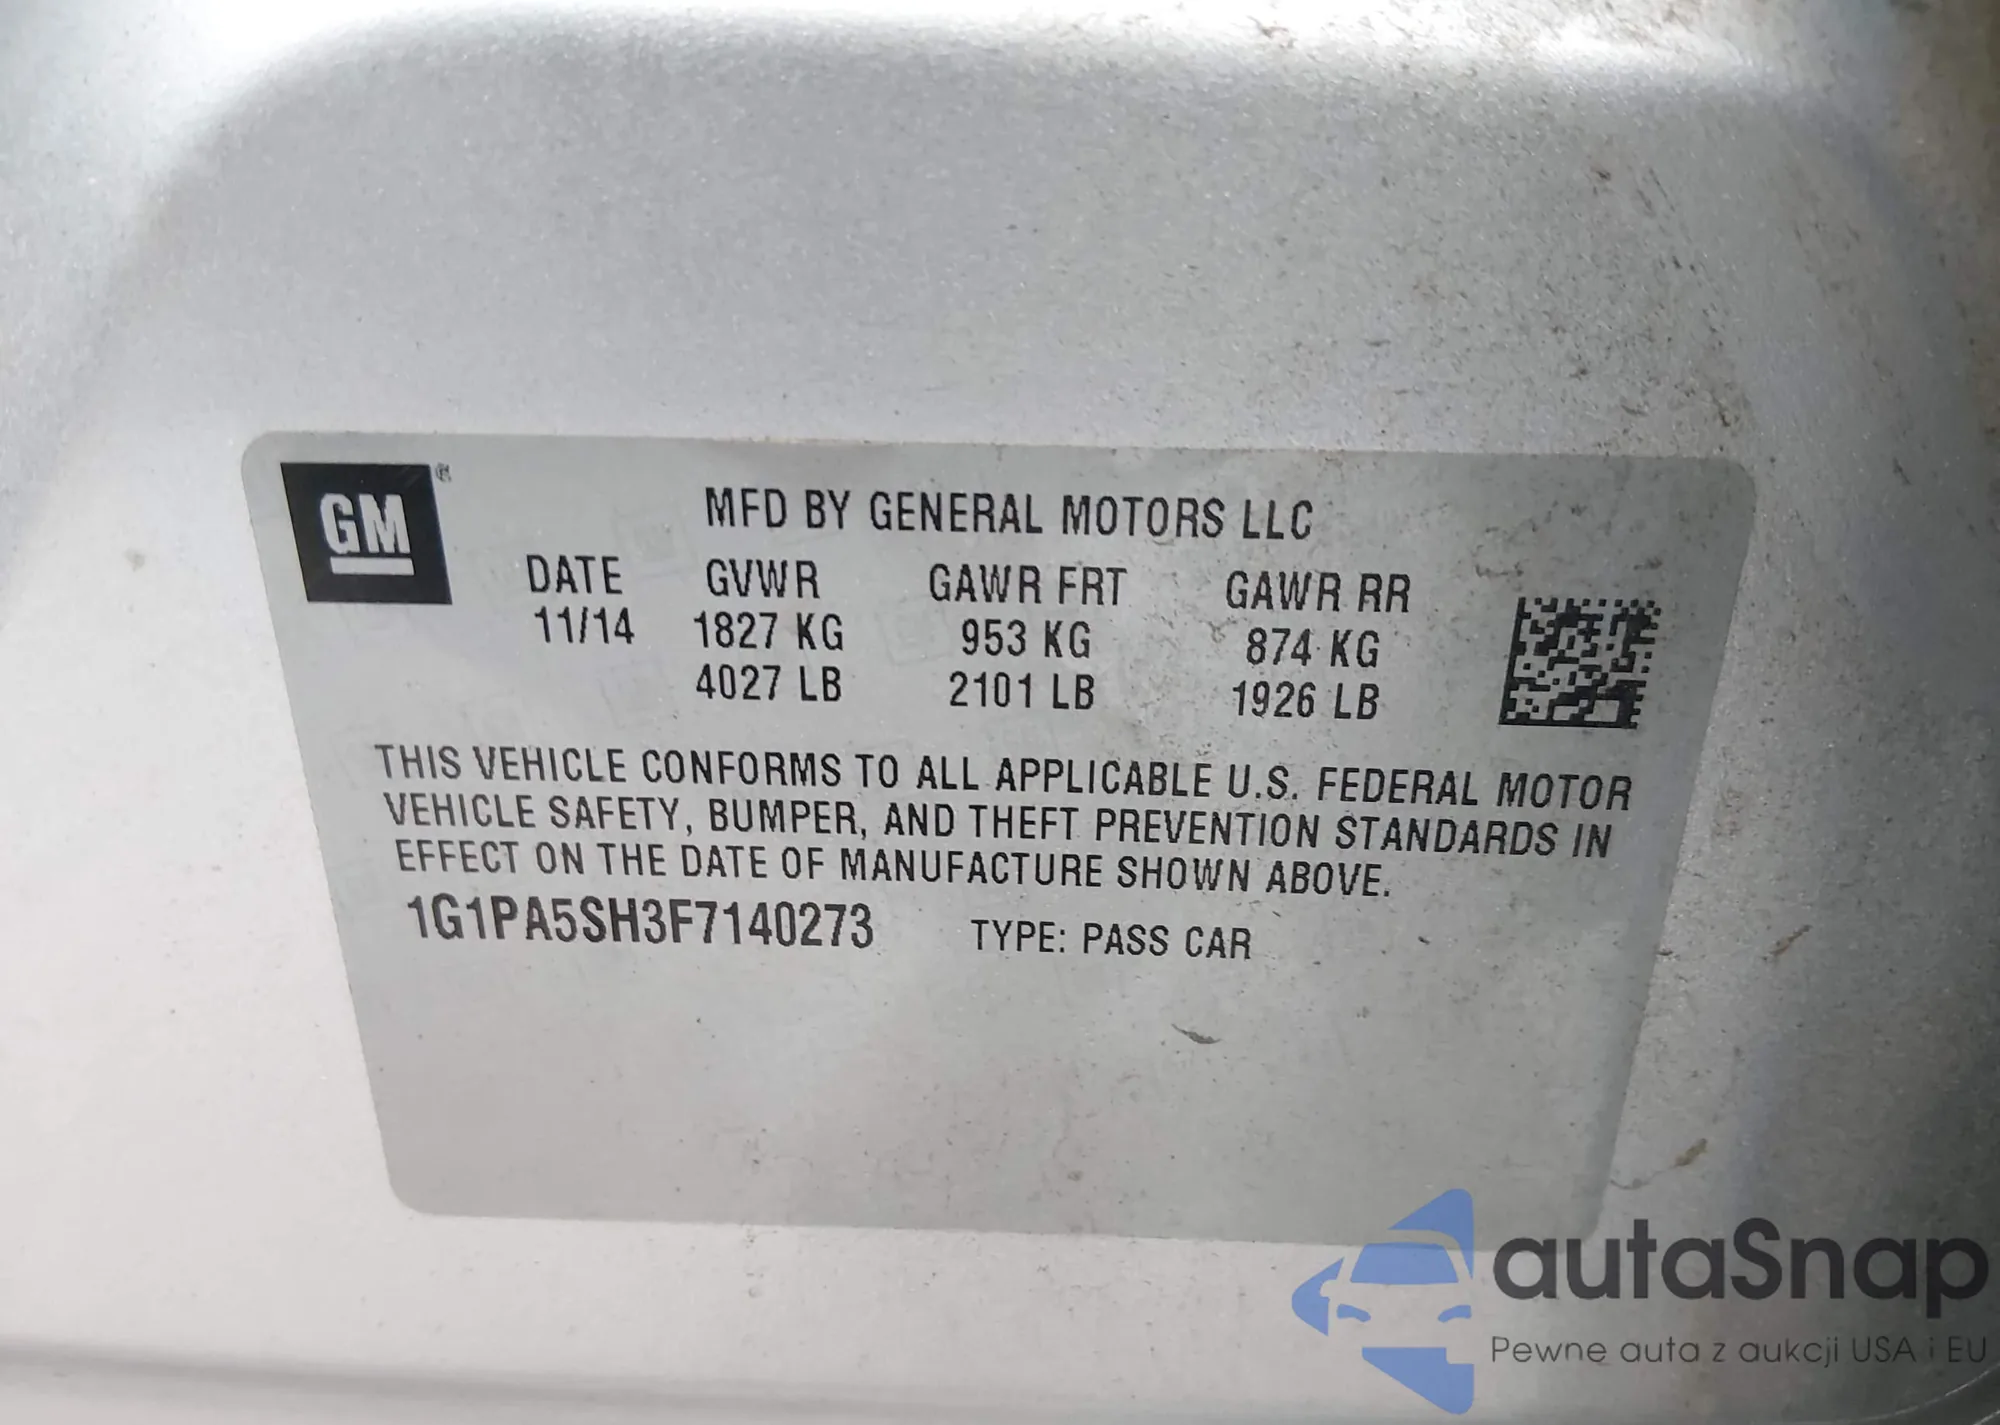 GM®
MFD BY GENERAL MOTORS LLC
DATE GVWR GAWR FRT GAWR RR
11/14 1827 KG 953 KG 874 KG
4027 LB 2101 LB 1926 LB
THIS VEHICLE CONFORMS TO ALL APPLICABLE U.S. FEDERAL MOTOR
VEHICLE SAFETY, BUMPER, AND THEFT PREVENTION STANDARDS IN
EFFECT ON THE DATE OF MANUFACTURE SHOWN ABOVE.
1G1PA5SH3F7140273 TYPE: PASS CAR
autaSnap
Pewne auta z aukcji USA i EU